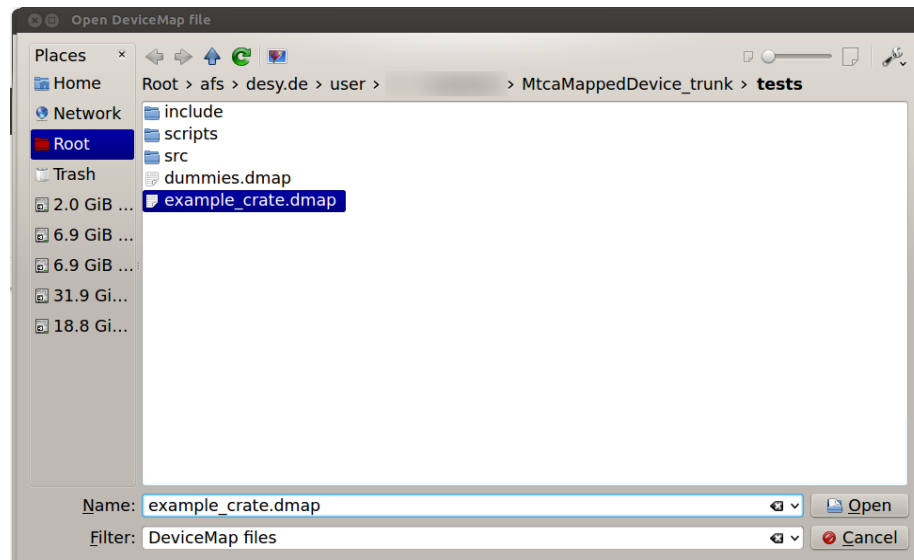 Open DeviceMap file
Places ×
Root > afs > desy.de > user > > MtcaMappedDevice_trunk > tests
Home
Network
Root
Trash
2.0 GiB ...
6.9 GiB ...
6.9 GiB ...
31.9 Gi...
18.8 Gi...
include
scripts
src
dummies.dmap
example_crate.dmap
Name: example_crate.dmap Open
Filter: DeviceMap files Cancel